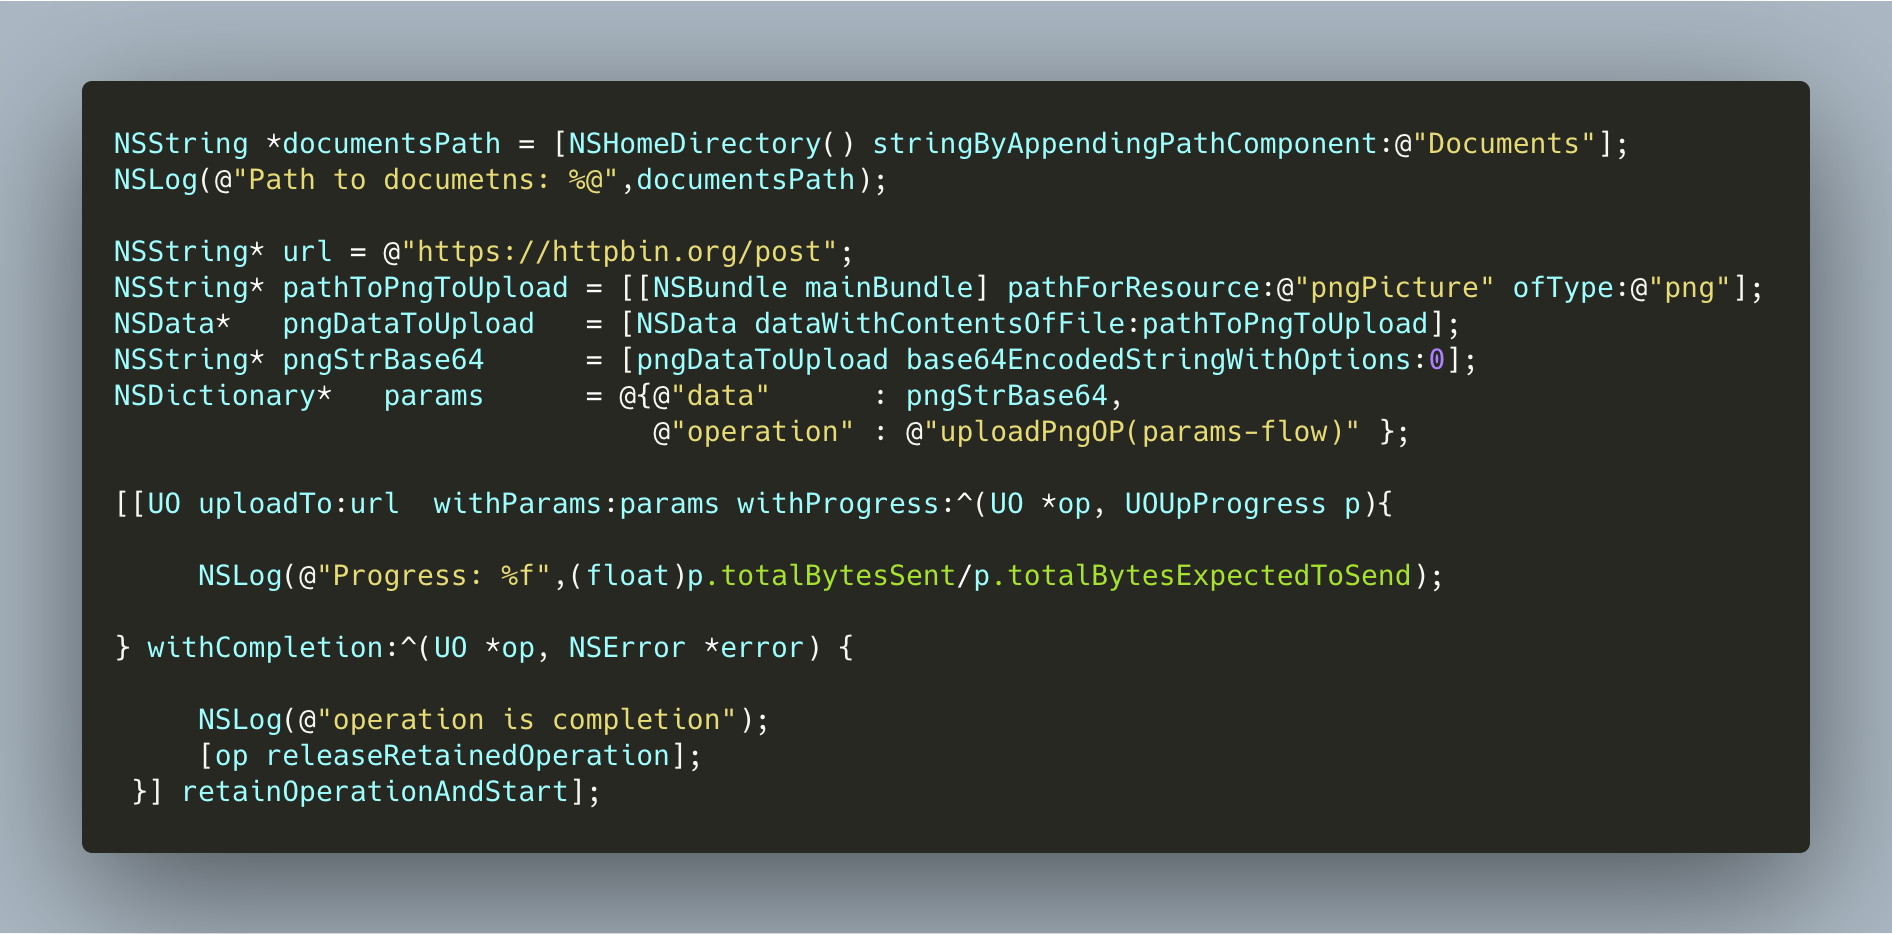 NSString *documentsPath = [NSHomeDirectory() stringByAppendingPathComponent:@"Documents"];
NSLog(@"Path to documetns: %@",documentsPath);
NSString* url = @"https://httpbin.org/post";
NSString* pathToPngToUpload = [[NSBundle mainBundle] pathForResource:@"pngPicture" ofType:@"png"];
NSData*   pngDataToUpload   = [NSData dataWithContentsOfFile:pathToPngToUpload];
NSString* pngStrBase64      = [pngDataToUpload base64EncodedStringWithOptions:0];
NSDictionary*   params      = @{@"data"      : pngStrBase64,
                                @"operation" : @"uploadPngOP(params-flow)" };
[[UO uploadTo:url  withParams:params withProgress:^(UO *op, UOUpProgress p){
     NSLog(@"Progress: %f",(float)p.totalBytesSent/p.totalBytesExpectedToSend);
} withCompletion:^(UO *op, NSError *error) {
     NSLog(@"operation is completion");
     [op releaseRetainedOperation];
 }] retainOperationAndStart];